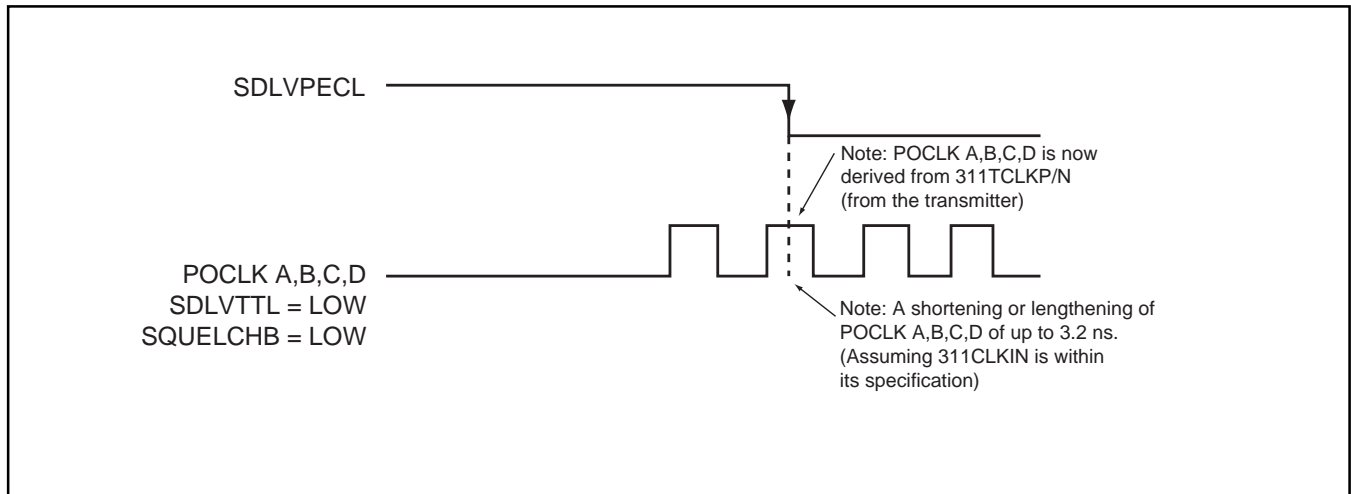 SDLVPECL
Note: POCLK A,B,C,D is now
derived from 311TCLKP/N
(from the transmitter)
POCLK A,B,C,D
SDLVTTL = LOW
SQUELCHB = LOW
Note: A shortening or lengthening of
POCLK A,B,C,D of up to 3.2 ns.
(Assuming 311CLKIN is within
its specification)